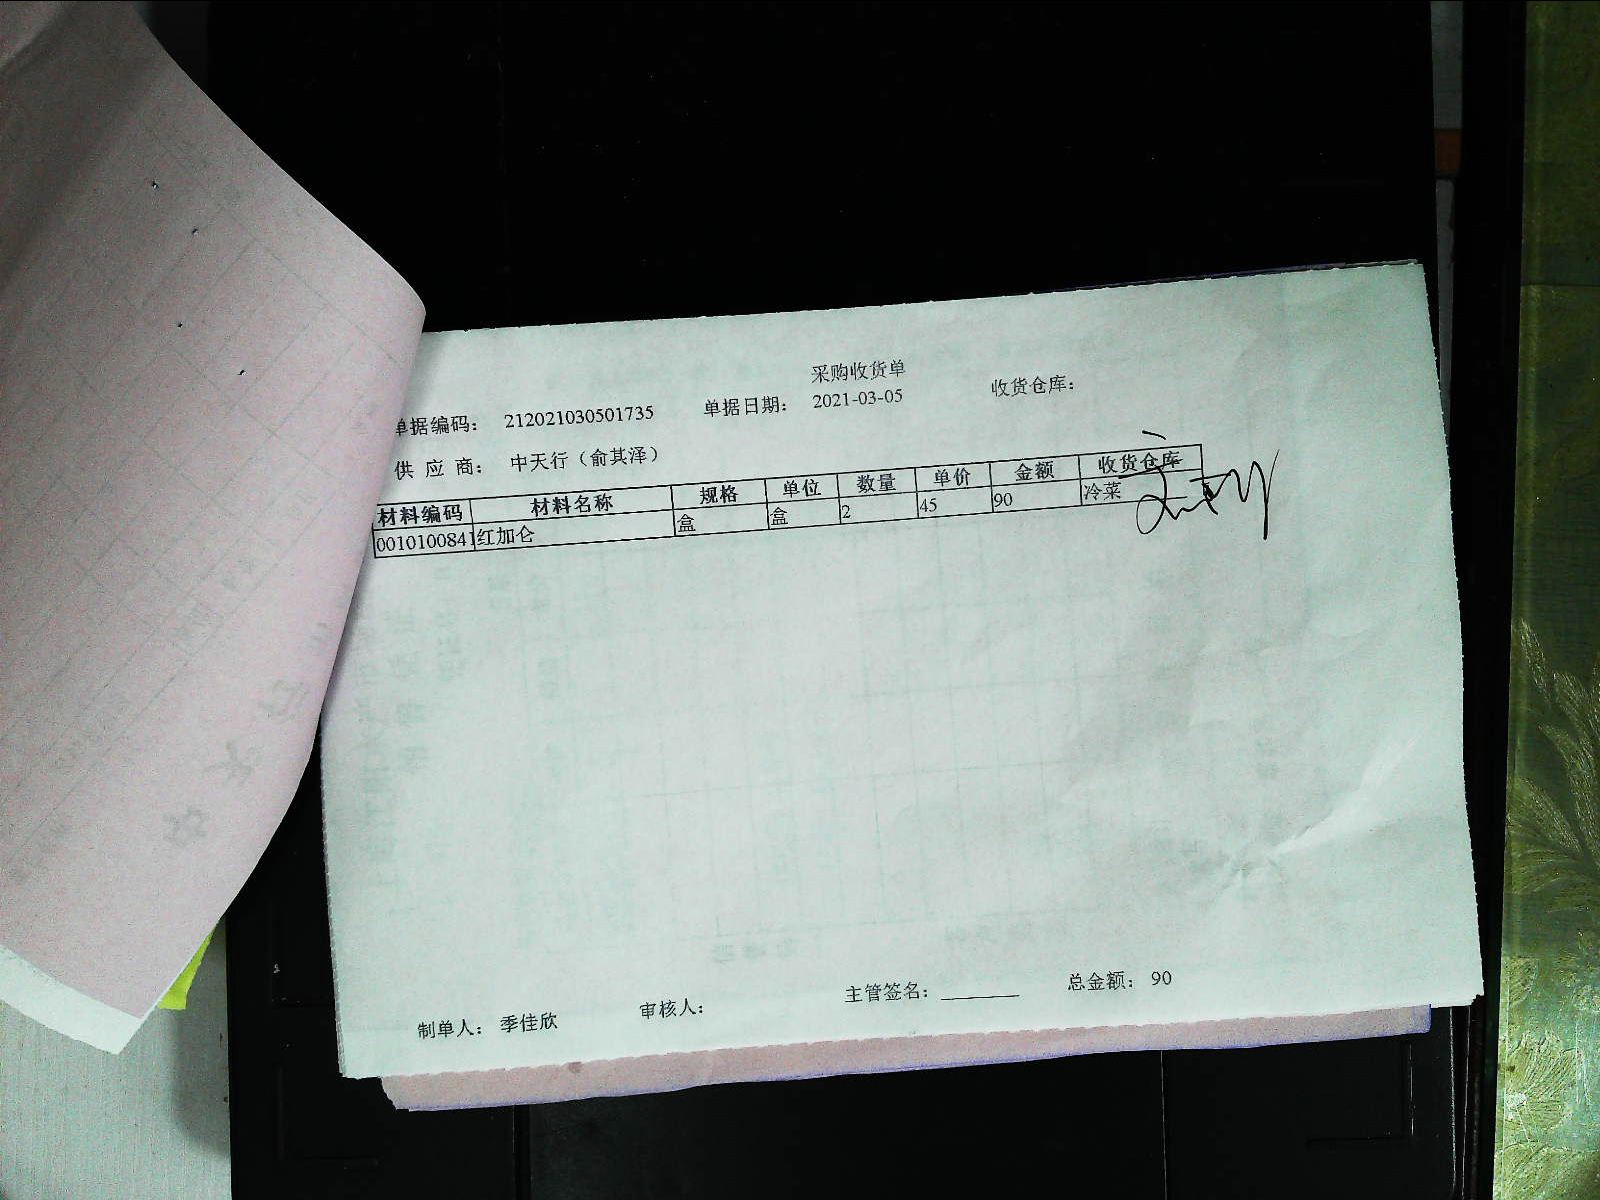 采购收货单
单据编码： 212021030501735 单据日期： 2021-03-05 收货仓库：
供 应 商： 中天行（俞其泽）
材料编码 材料名称 规格 单位 数量 单价 金额 收货仓库
0010100841 红加仑 盒 盒 2 45 90 冷菜
制单人： 季佳欣 审核人： 主管签名： 总金额： 90